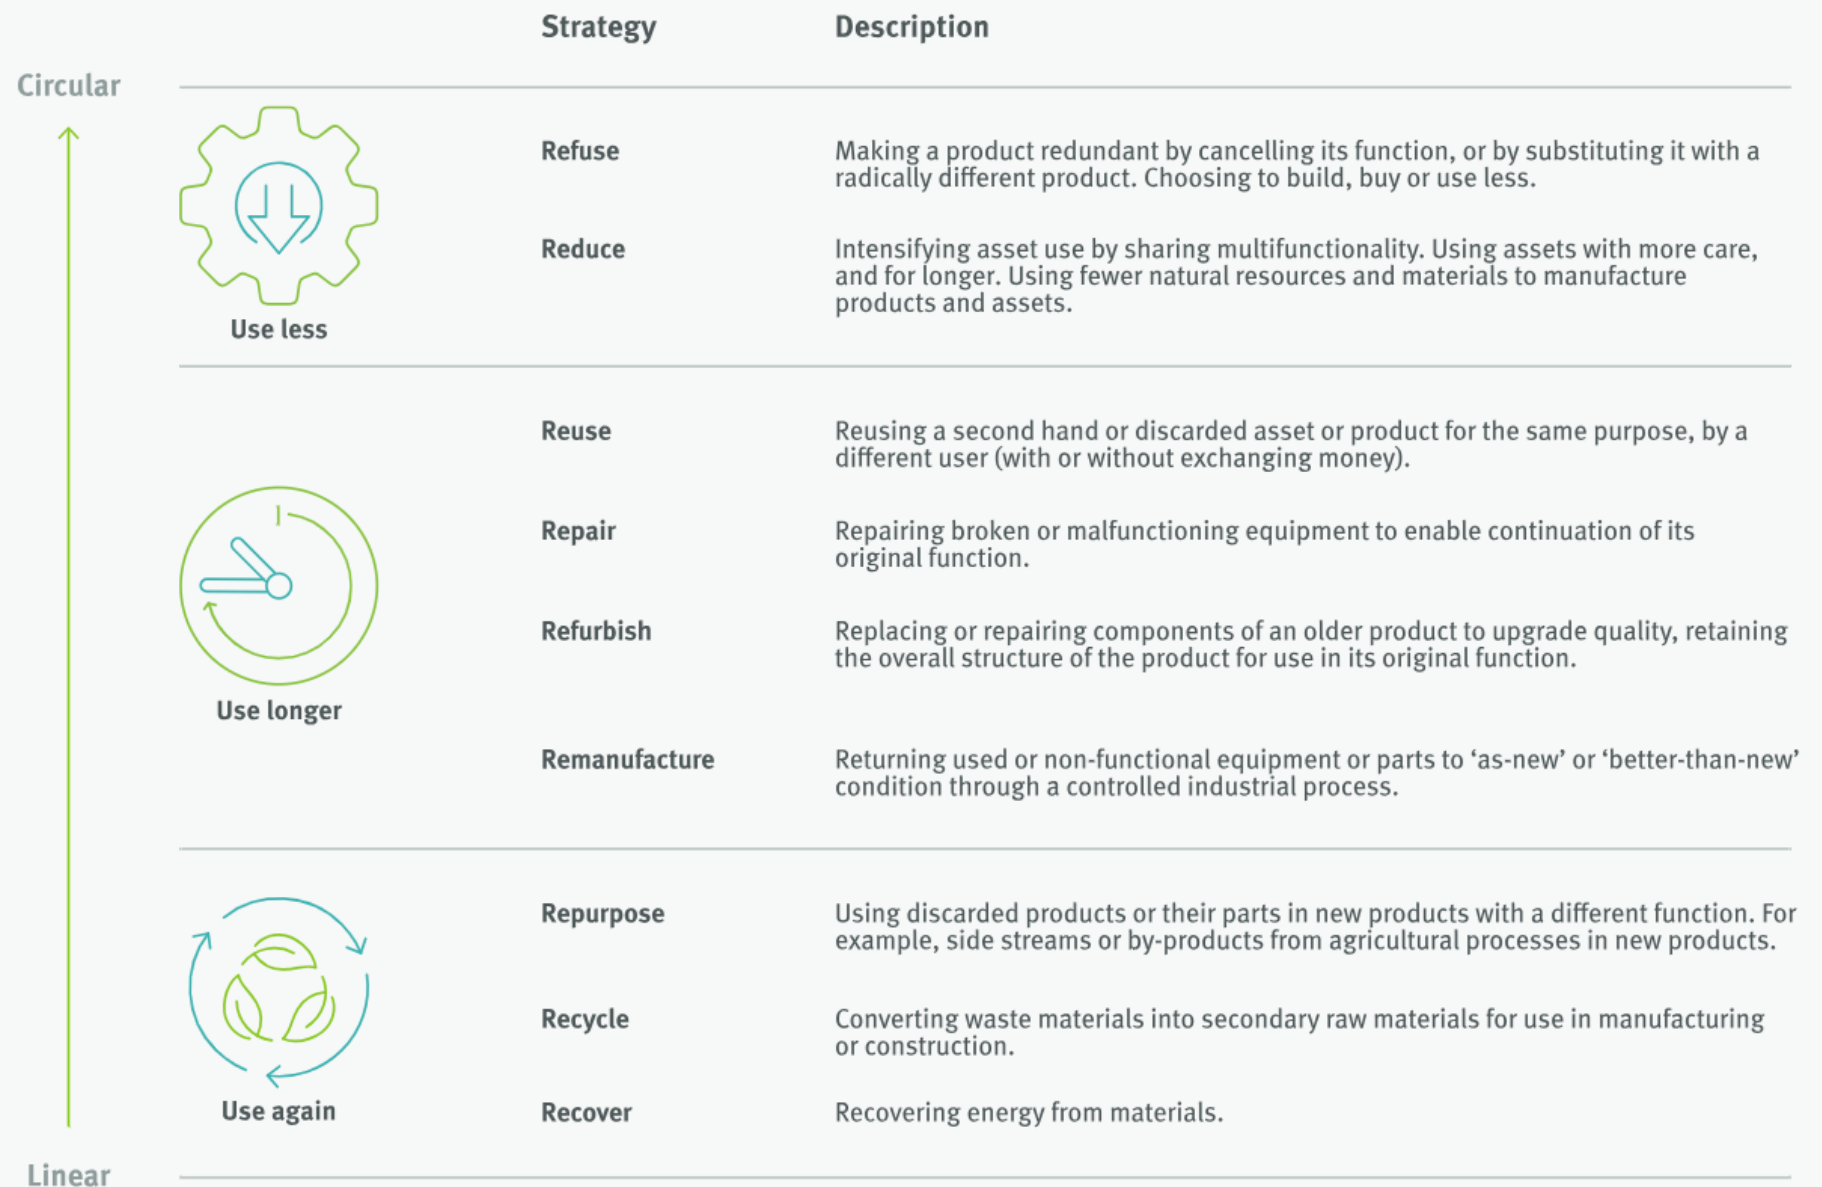 Strategy Description
Circular
Refuse Making a product redundant by cancelling its function, or by substituting it with a
radically different product. Choosing to build, buy or use less.
Reduce Intensifying asset use by sharing multifunctionality. Using assets with more care,
and for longer. Using fewer natural resources and materials to manufacture
products and assets.
Use less
Reuse Reusing a second hand or discarded asset or product for the same purpose, by a
different user (with or without exchanging money).
Repair Repairing broken or malfunctioning equipment to enable continuation of its
original function.
Refurbish Replacing or repairing components of an older product to upgrade quality, retaining
the overall structure of the product for use in its original function.
Use longer
Remanufacture Returning used or non-functional equipment or parts to ‘as-new’ or ‘better-than-new’
condition through a controlled industrial process.
Repurpose Using discarded products or their parts in new products with a different function. For
example, side streams or by-products from agricultural processes in new products.
Recycle Converting waste materials into secondary raw materials for use in manufacturing
or construction.
Use again
Recover Recovering energy from materials.
Linear